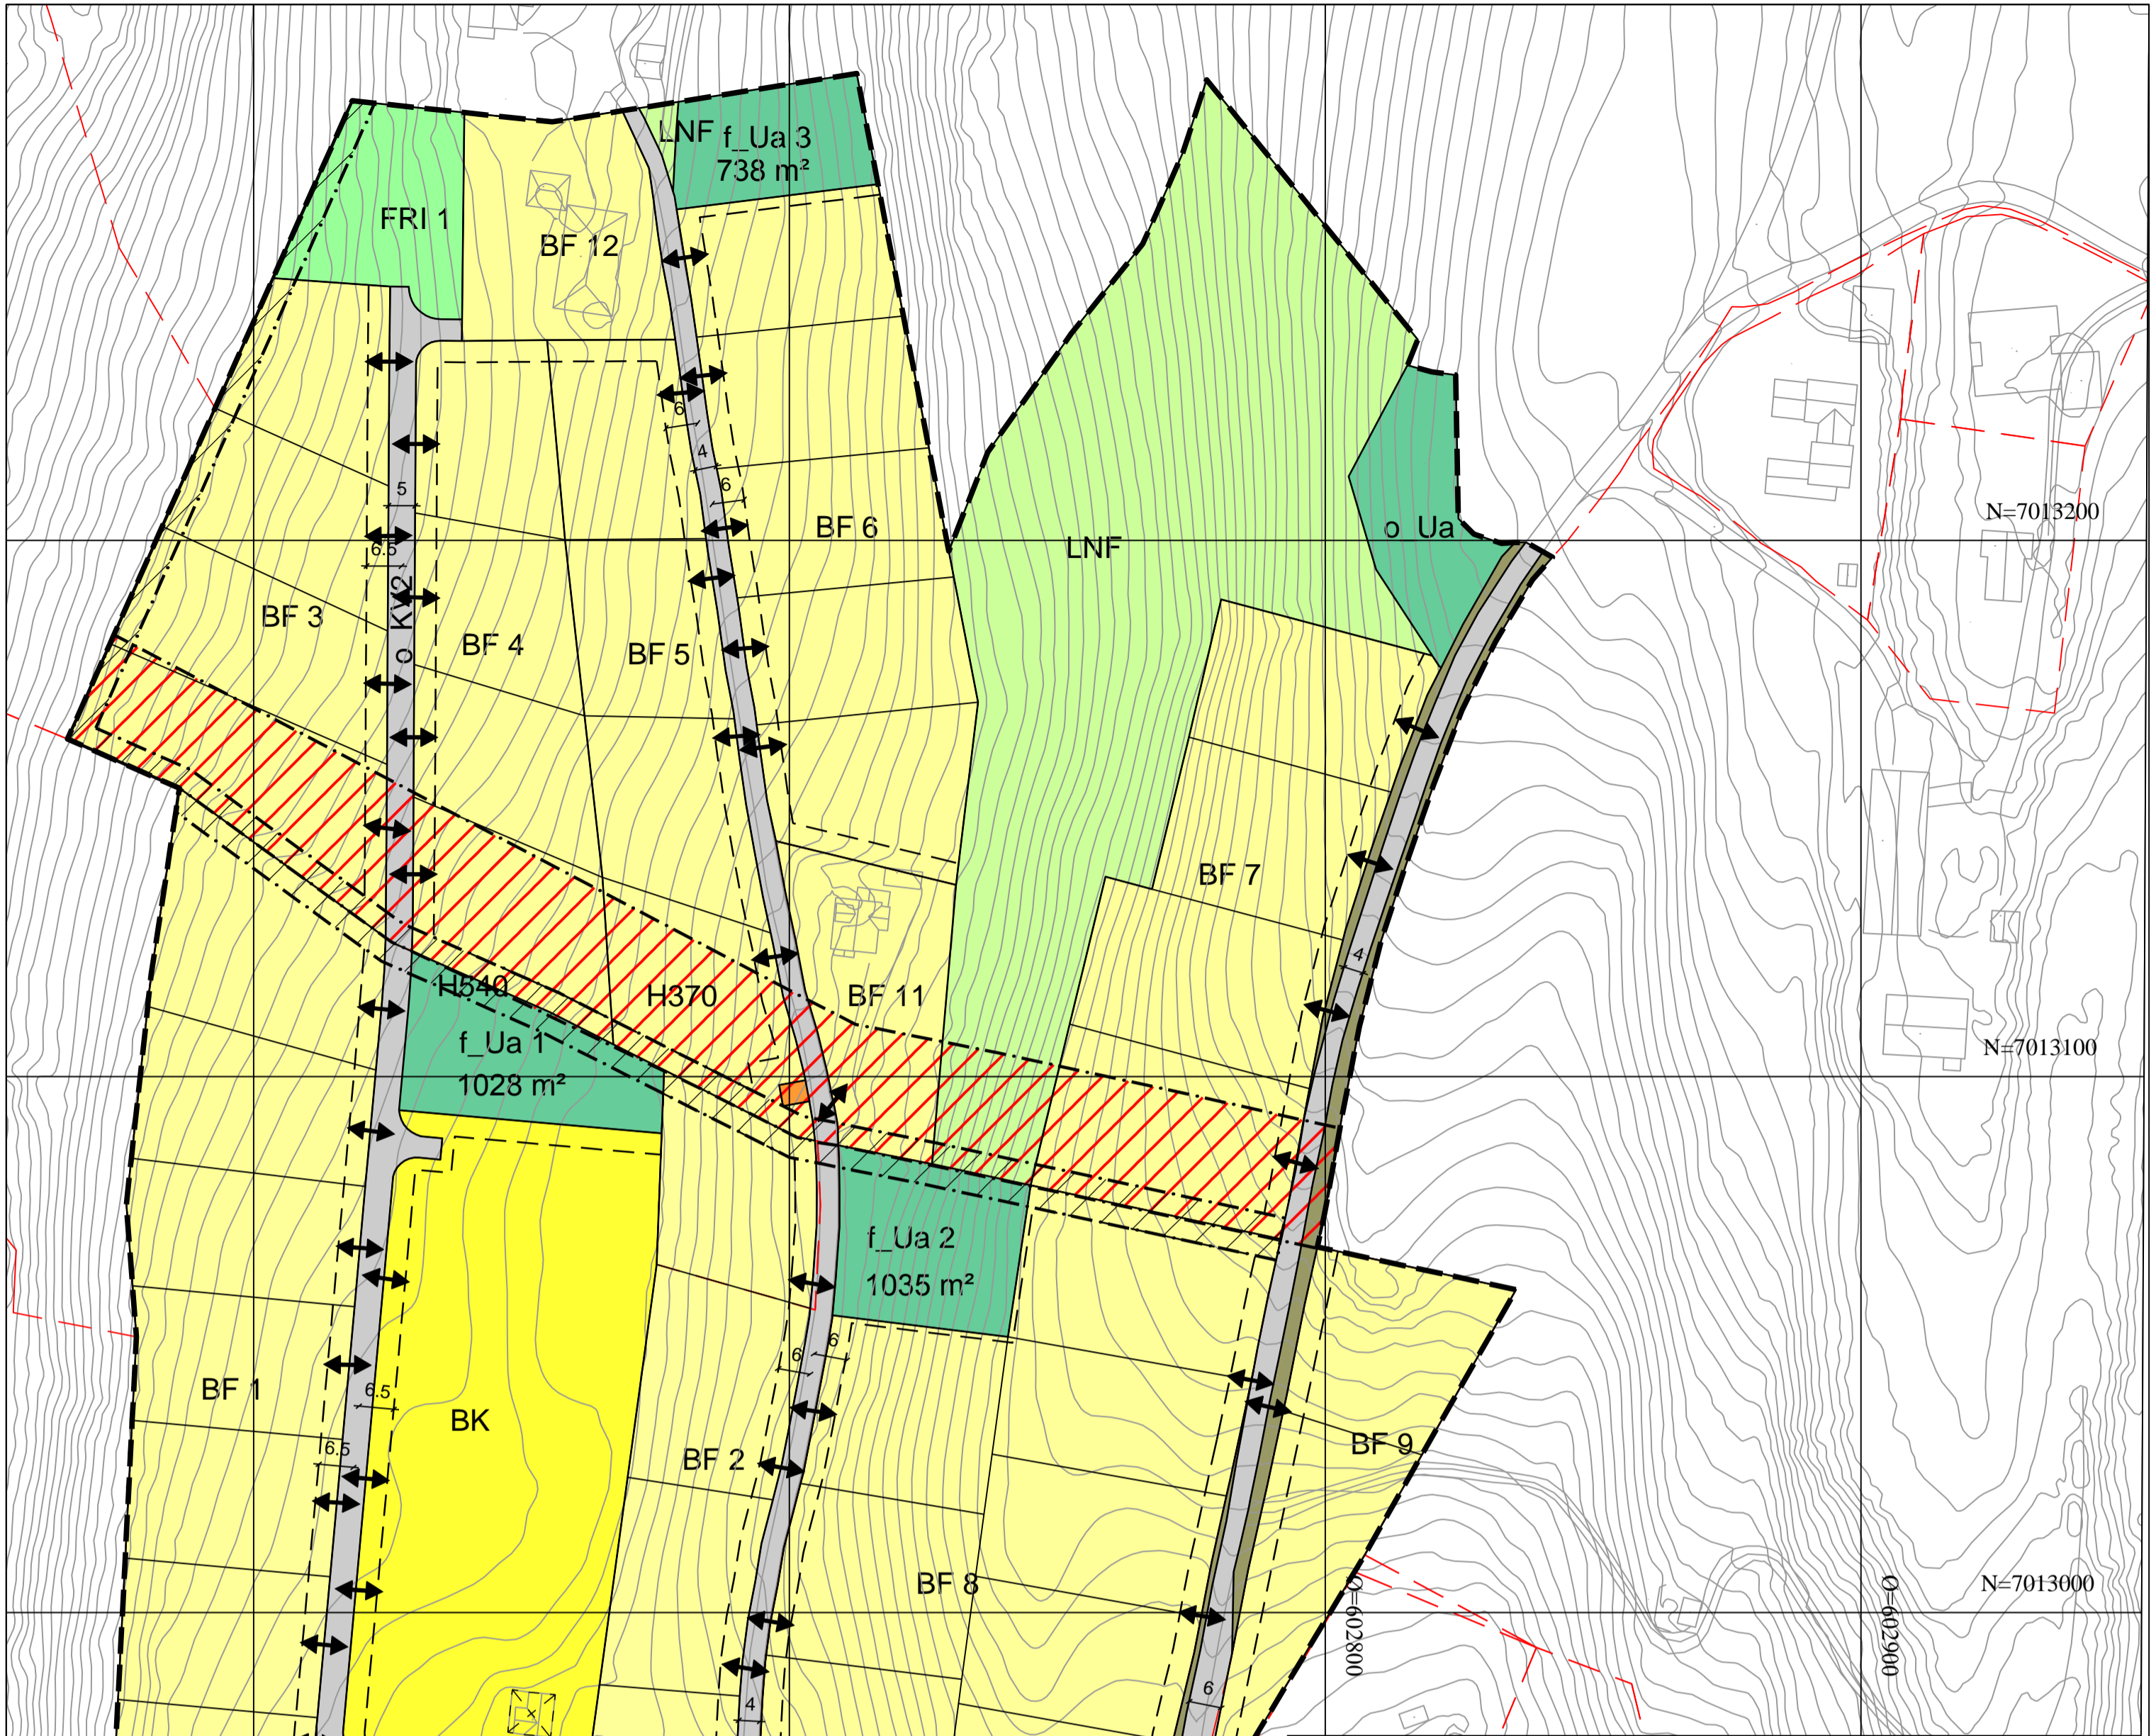 LNF
f_Ua 3
738 m²
FRI 1
BF 12
6
4
6
5
6.5
BF 6
LNF
o_Ua
N=7013200
BF 3
o_KV2
BF 4
BF 5
BF 7
4
H540
H370
BF 11
f_Ua 1
1028 m²
N=7013100
f_Ua 2
1035 m²
6
6
BF 1
6.5
6.5
BK
BF 2
BF 9
BF 8
Ø=602800
Ø=602900
N=7013000
4
6